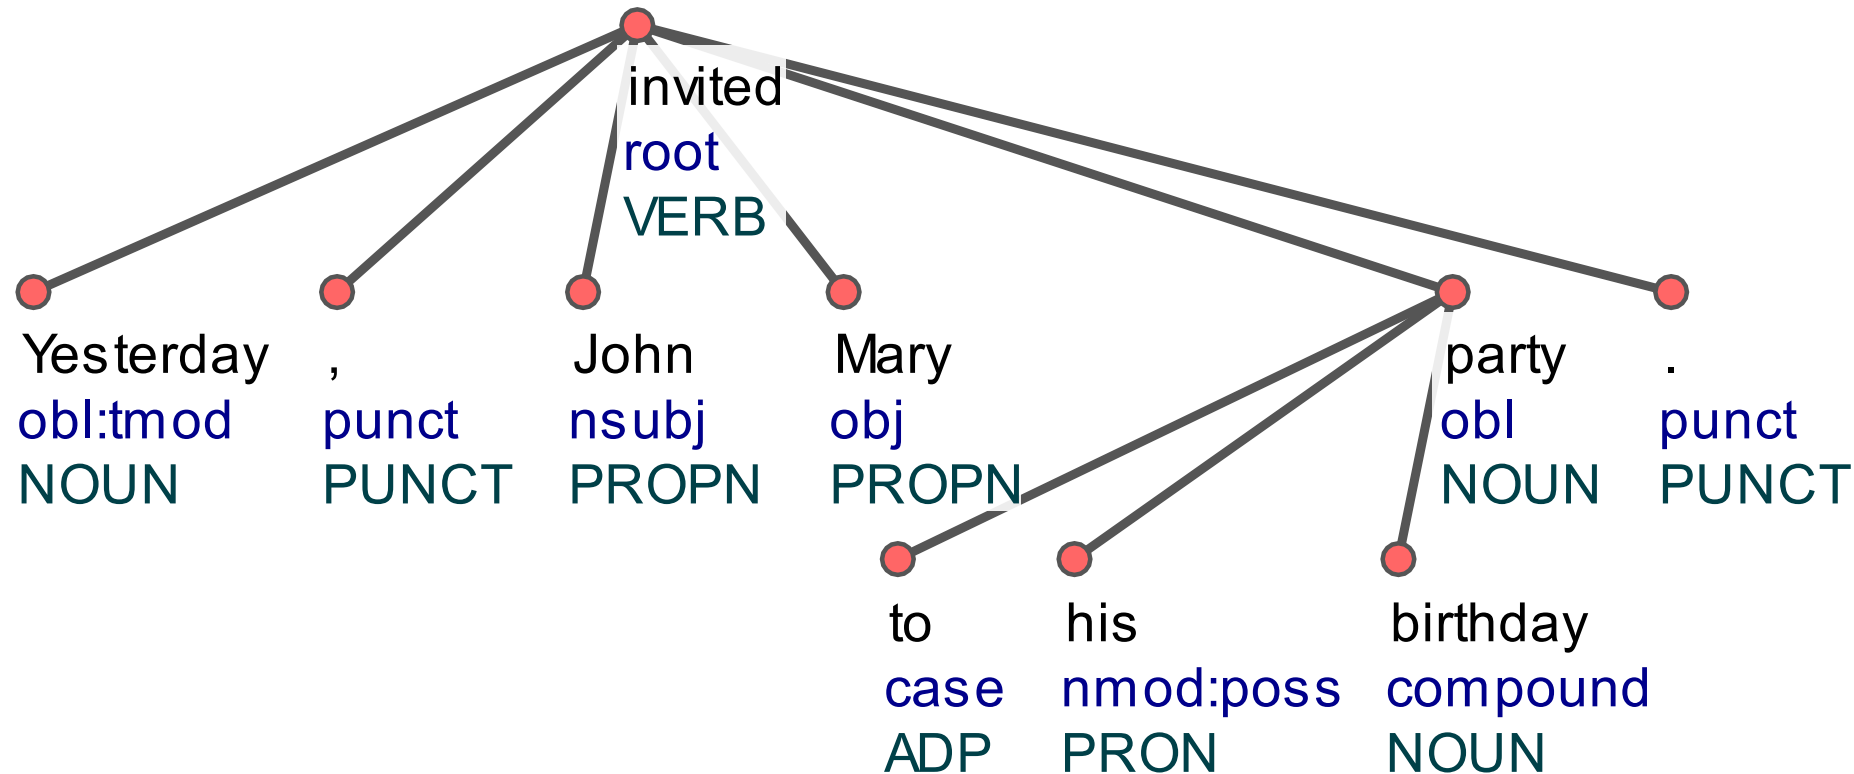 invited
root
VERB
Yesterday , John Mary party .
obl:tmod punct nsubj obj obl punct
NOUN PUNCT PROPN PROPN NOUN PUNCT
to his birthday
case nmod:poss compound
ADP PRON NOUN